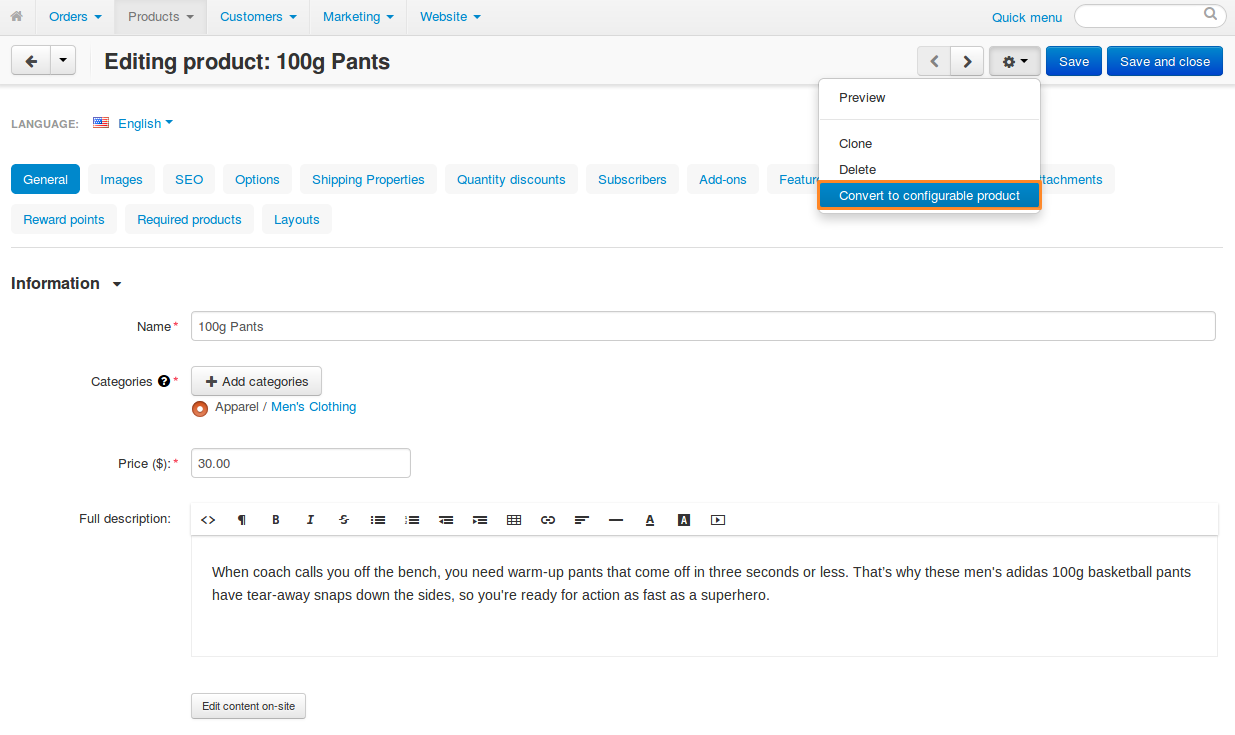 Orders Products Customers Marketing Website Quick menu
Editing product: 100g Pants Save Save and close
Preview
LANGUAGE: English
Clone
Delete
General Images SEO Options Shipping Properties Quantity discounts Subscribers Add-ons
Convert to configurable product
Reward points Required products Layouts
Information
Name* 100g Pants
Categories ? * + Add categories
Apparel / Men's Clothing
Price ($):* 30.00
Full description: <> ¶ B I S A A
When coach calls you off the bench, you need warm-up pants that come off in three seconds or less. That's why these men's adidas 100g basketball pants
have tear-away snaps down the sides, so you're ready for action as fast as a superhero.
Edit content on-site